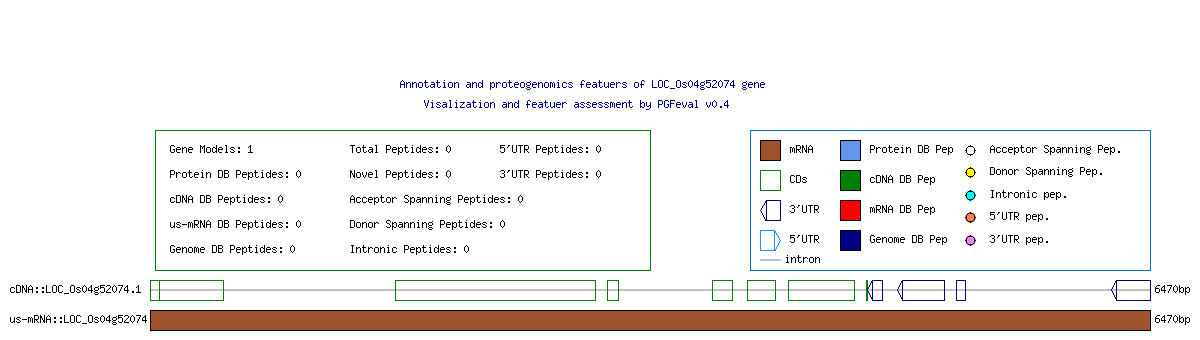 Annotation and proteogenomics featuers of LOC_Os04g52074 gene
Visalization and featuer assessment by PGFeval v0.4
Gene Models: 1 Total Peptides: 0 5'UTR Peptides: 0
Protein DB Peptides: 0 Novel Peptides: 0 3'UTR Peptides: 0
cDNA DB Peptides: 0 Acceptor Spanning Peptides: 0
us-mRNA DB Peptides: 0 Donor Spanning Peptides: 0
Genome DB Peptides: 0 Intronic Peptides: 0
mRNA Protein DB Pep Acceptor Spanning Pep.
CDs cDNA DB Pep Donor Spanning Pep.
3'UTR mRNA DB Pep Intronic pep.
5'UTR Genome DB Pep 5'UTR pep.
intron 3'UTR pep.
cDNA::LOC_Os04g52074.1 6470bp
us-mRNA::LOC_Os04g52074 6470bp